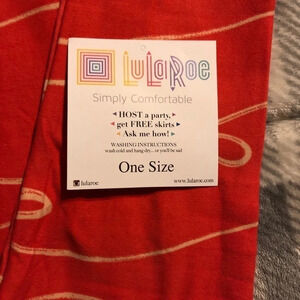 LuLaRoe
Simply Comfortable
HOST a party,
get FREE skirts
Ask me how!
WASHING INSTRUCTIONS
wash cold and hang dry... or you'll be sad
One Size
lularoe
www.lularoe.com